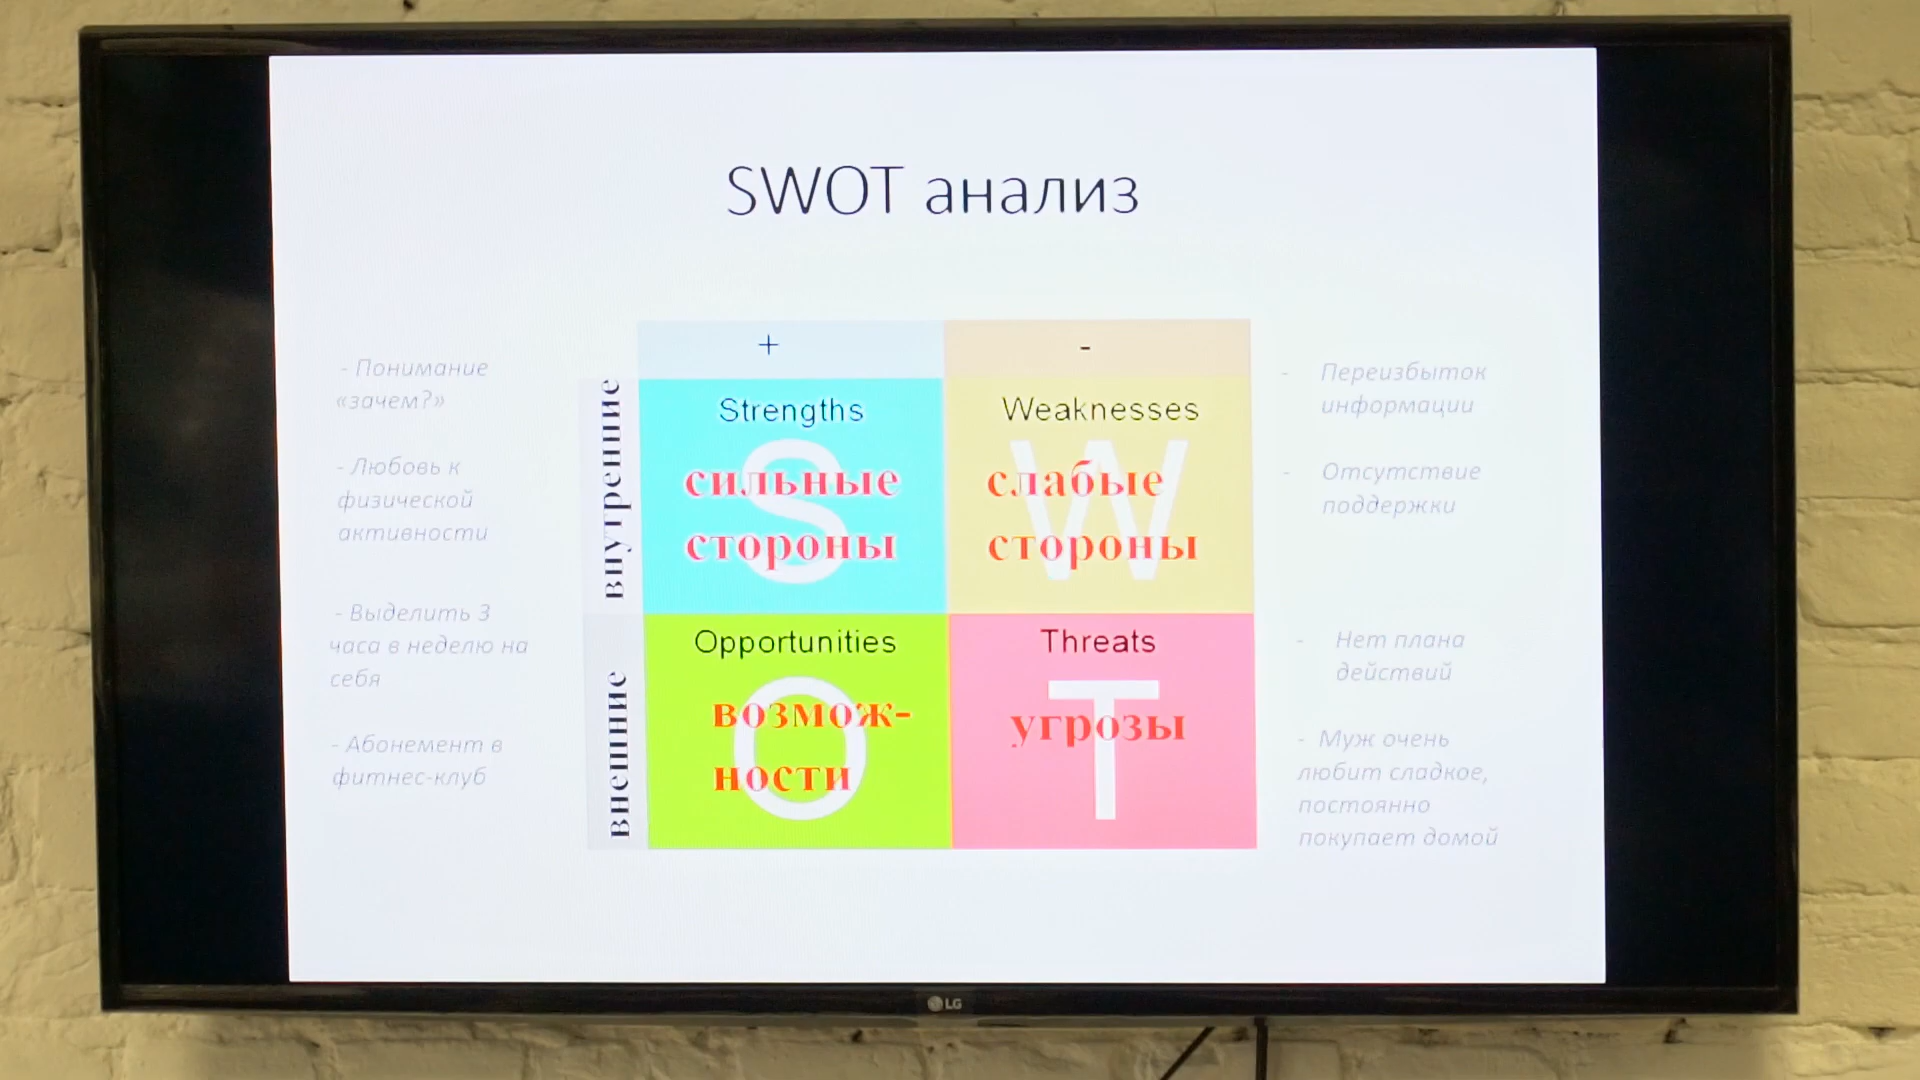 SWOT анализ
- Понимание
«зачем?»
- Любовь к
физической
активности
- Выделить 3
часа в неделю на
себя
- Абонемент в
фитнес-клуб
внутренние
внешние
+
-
Strengths
S
сильные
стороны
Weaknesses
W
слабые
стороны
Opportunities
O
возмож-
ности
Threats
T
угрозы
- Переизбыток
информации
- Отсутствие
поддержки
- Нет плана
действий
- Муж очень
любит сладкое,
постоянно
покупает домой
LG